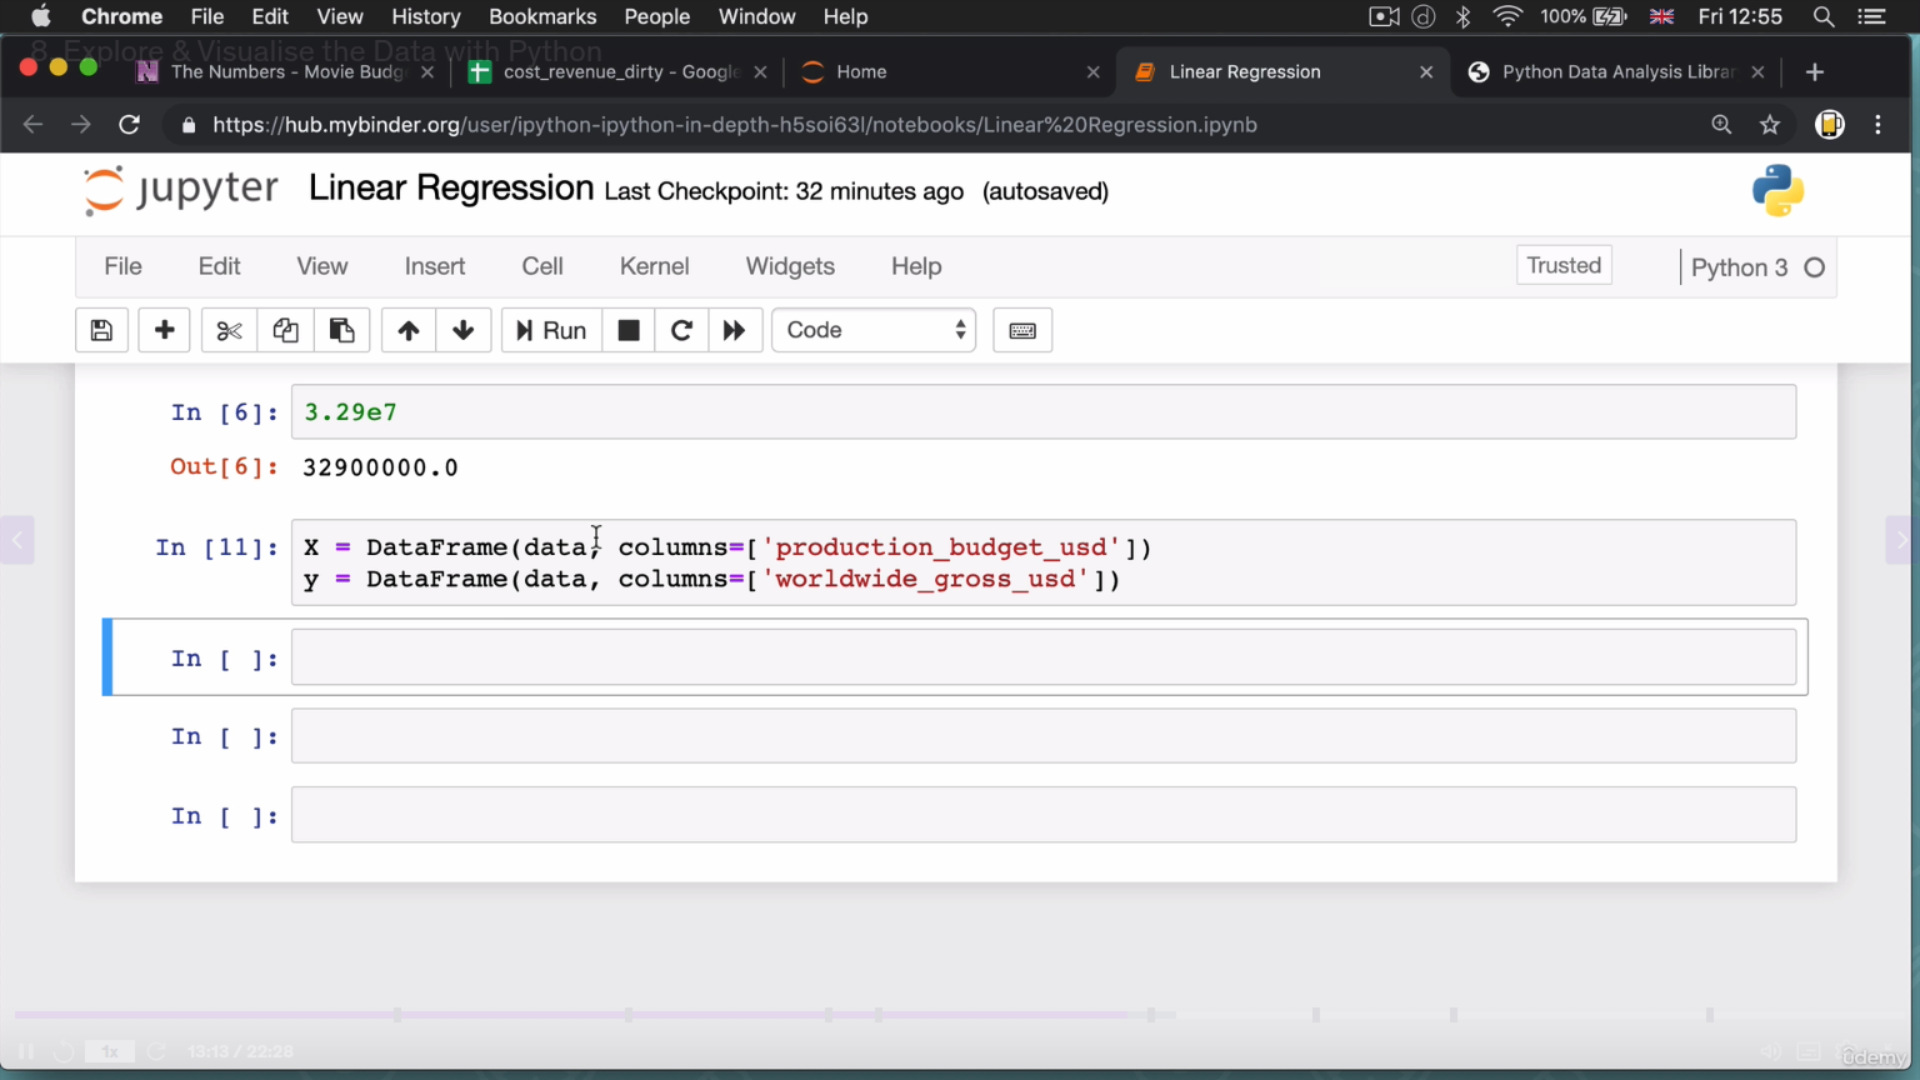 Chrome File Edit View History Bookmarks People Window Help 100% Fri 12:55
8. Explore & Visualise the Data with Python
The Numbers - Movie Budg cost_revenue_dirty - Google Home Linear Regression Python Data Analysis Librar
https://hub.mybinder.org/user/ipython-ipython-in-depth-h5soi63l/notebooks/Linear%20Regression.ipynb
jupyter Linear Regression Last Checkpoint: 32 minutes ago (autosaved)
File Edit View Insert Cell Kernel Widgets Help Trusted Python 3
Run Code
In [6]: 3.29e7
Out[6]: 32900000.0
In [11]: X = DataFrame(data, columns=['production_budget_usd'])
y = DataFrame(data, columns=['worldwide_gross_usd'])
In [ ]:
In [ ]:
In [ ]:
1x 13:13 / 22:28
ûdemy